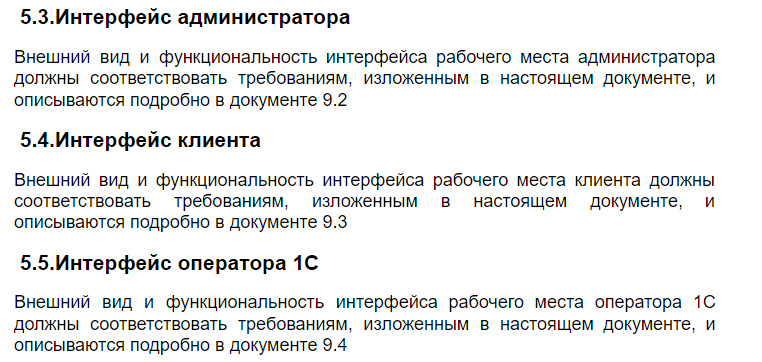 5.3.Интерфейс администратора
Внешний вид и функциональность интерфейса рабочего места администратора
должны соответствовать требованиям, изложенным в настоящем документе, и
описываются подробно в документе 9.2
5.4.Интерфейс клиента
Внешний вид и функциональность интерфейса рабочего места клиента должны
соответствовать требованиям, изложенным в настоящем документе, и
описываются подробно в документе 9.3
5.5.Интерфейс оператора 1С
Внешний вид и функциональность интерфейса рабочего места оператора 1С
должны соответствовать требованиям, изложенным в настоящем документе, и
описываются подробно в документе 9.4